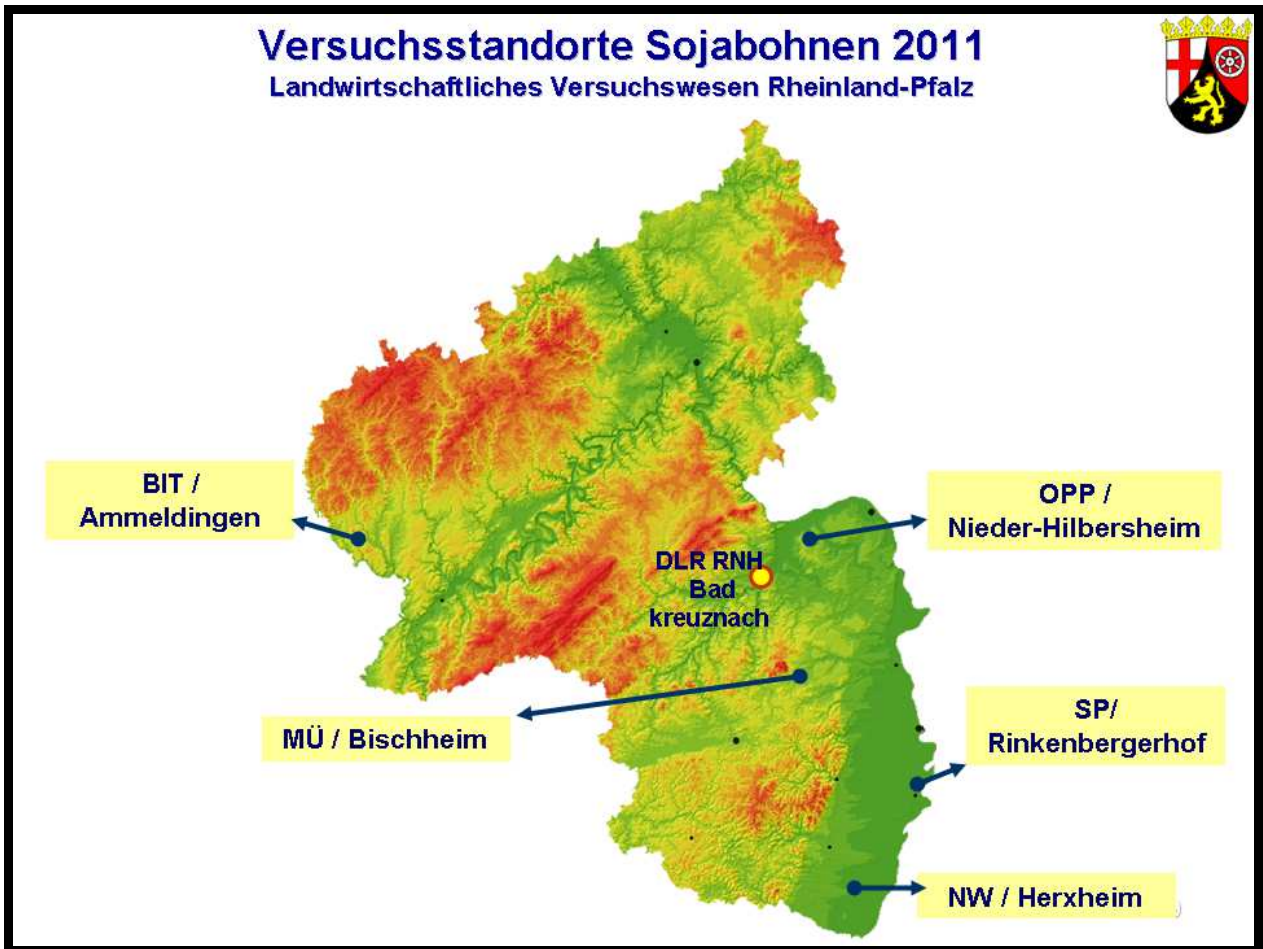 Versuchsstandorte Sojabohnen 2011
Landwirtschaftliches Versuchswesen Rheinland-Pfalz
BIT /
Ammeldingen
OPP /
Nieder-Hilbersheim
DLR RNH
Bad
kreuznach
MÜ / Bischheim
SP/
Rinkenbergerhof
NW / Herxheim